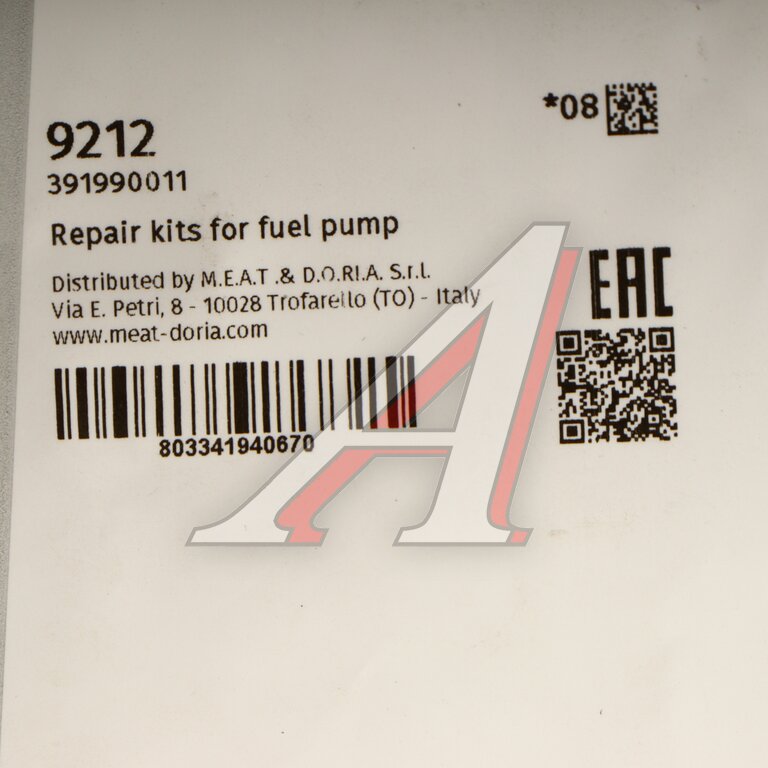 *08
9212
391990011
Repair kits for fuel pump
Distributed by M.E.A.T .& D.O.RI.A. S.r.l.
Via E. Petri, 8 - 10028 Trofarello (TO) - Italy
www.meat-doria.com
EAC
803341940670
A